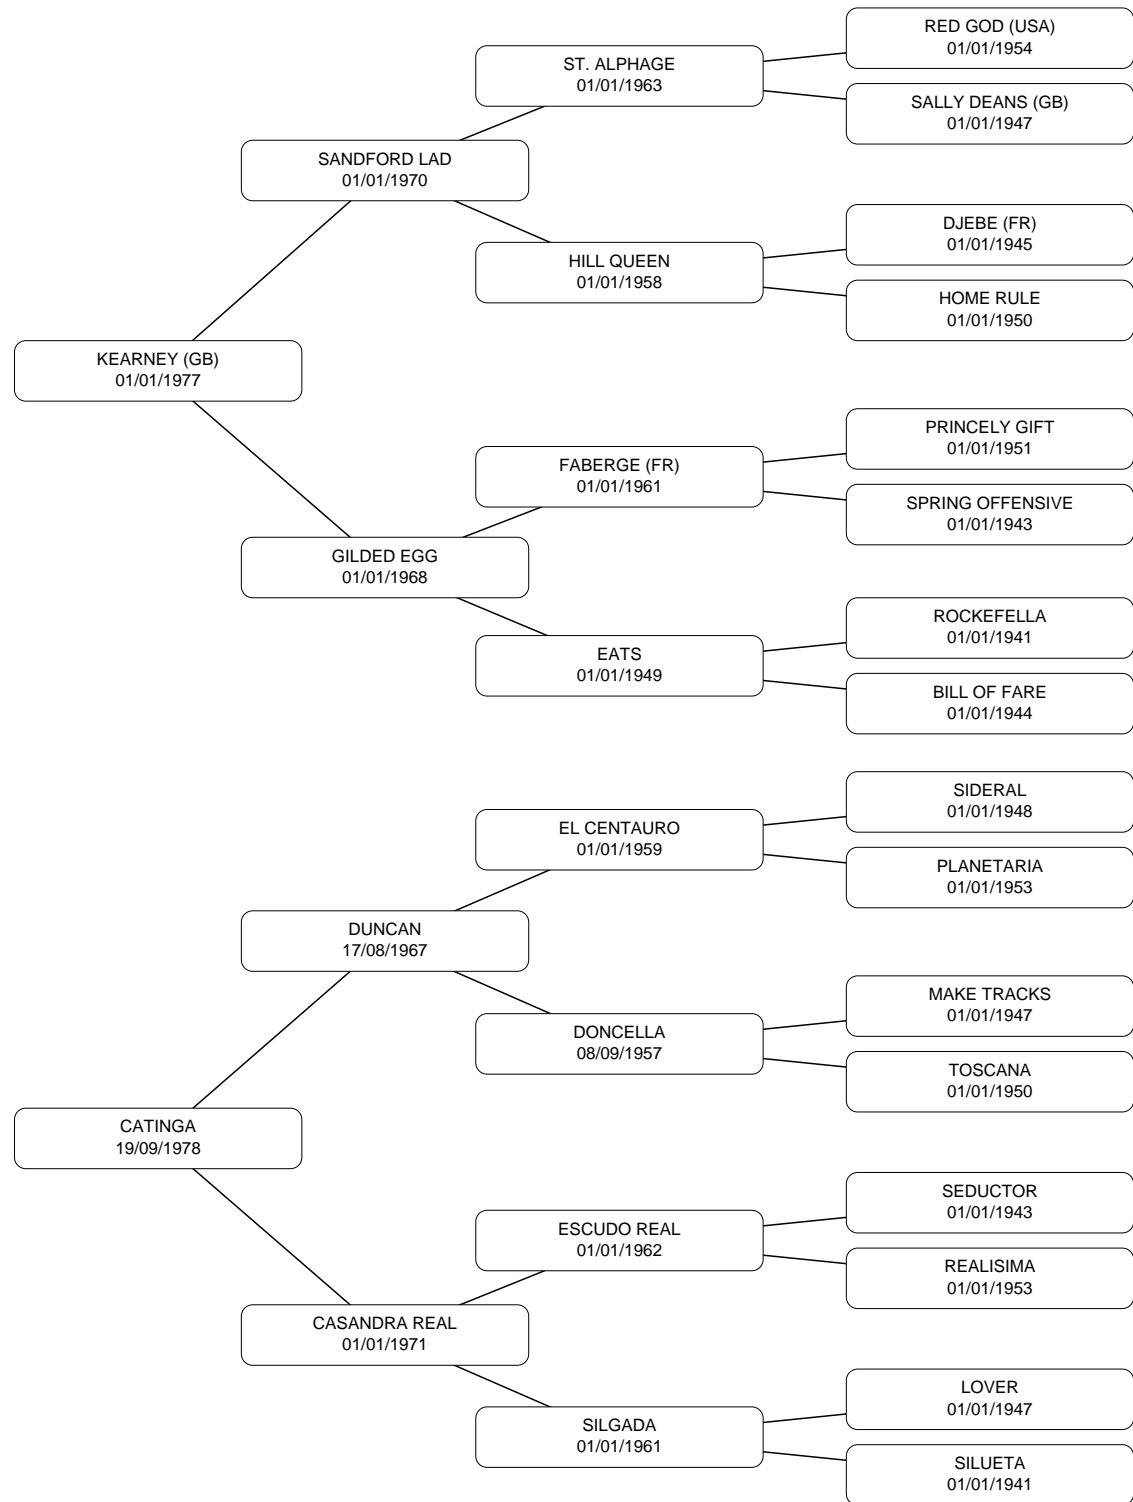 RED GOD (USA)
01/01/1954
ST. ALPHAGE
01/01/1963
SALLY DEANS (GB)
01/01/1947
SANDFORD LAD
01/01/1970
DJEBE (FR)
01/01/1945
HILL QUEEN
01/01/1958
HOME RULE
01/01/1950
KEARNEY (GB)
01/01/1977
PRINCELY GIFT
01/01/1951
FABERGE (FR)
01/01/1961
SPRING OFFENSIVE
01/01/1943
GILDED EGG
01/01/1968
ROCKEFELLA
01/01/1941
EATS
01/01/1949
BILL OF FARE
01/01/1944
SIDERAL
01/01/1948
EL CENTAURO
01/01/1959
PLANETARIA
01/01/1953
DUNCAN
17/08/1967
MAKE TRACKS
01/01/1947
DONCELLA
08/09/1957
TOSCANA
01/01/1950
CATINGA
19/09/1978
SEDUCTOR
01/01/1943
ESCUDO REAL
01/01/1962
REALISIMA
01/01/1953
CASANDRA REAL
01/01/1971
LOVER
01/01/1947
SILGADA
01/01/1961
SILUETA
01/01/1941